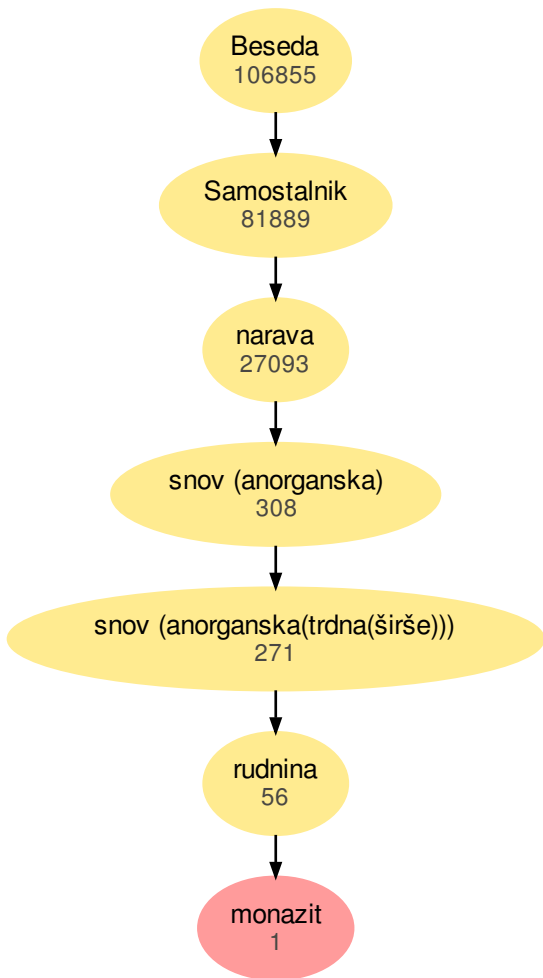 Beseda
106855
Samostalnik
81889
narava
27093
snov (anorganska)
308
snov (anorganska(trdna(širše)))
271
rudnina
56
monazit
1